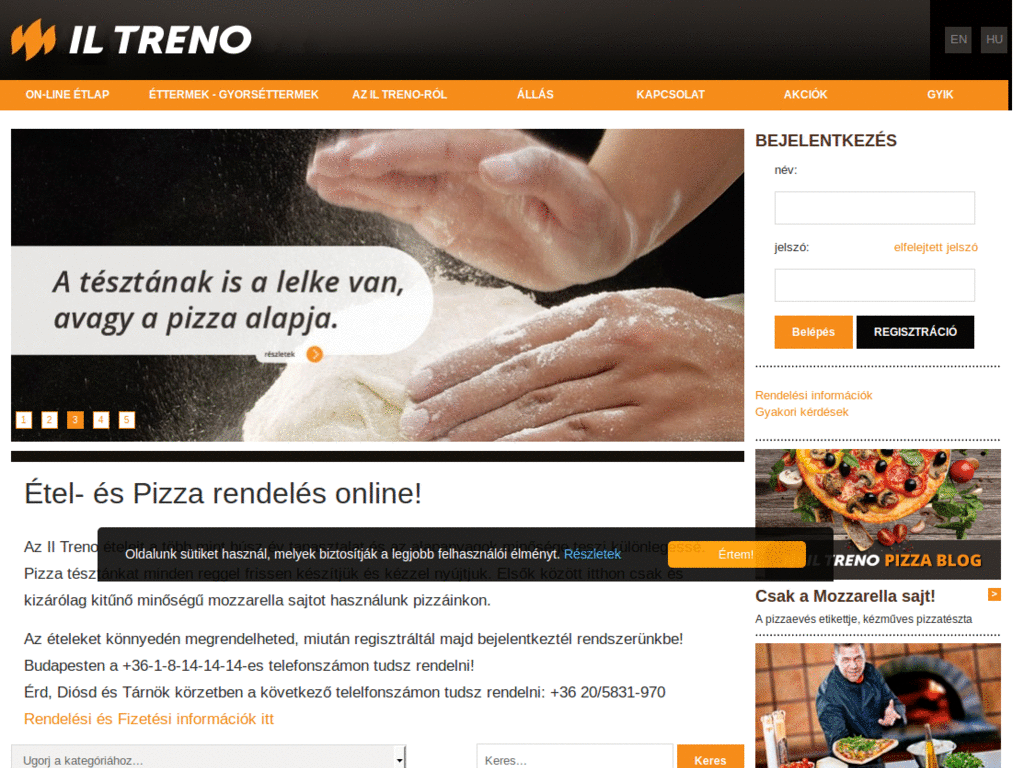 IL TRENO
EN HU
ON-LINE ÉTLAP ÉTTERMEK - GYORSÉTTERMEK AZ IL TRENO-RÓL ÁLLÁS KAPCSOLAT AKCIÓK GYIK
A tésztának is a lelke van,
avagy a pizza alapja.
részletek
1 2 3 4 5
BEJELENTKEZÉS
név:
jelszó: elfelejtett jelszó
Belépés REGISZTRÁCIÓ
Rendelési információk
Gyakori kérdések
IL TRENO PIZZA BLOG
Csak a Mozzarella sajt! >
A pizzaevés etikettje, kézműves pizzatészta
Étel- és Pizza rendelés online!
Az Il Treno
Oldalunk sütiket használ, melyek biztosítják a legjobb felhasználói élményt. Részletek Értem!
Pizza tésztánkat minden reggel frissen készítjük és kézzel nyújtjuk. Elsők között itthon csak és
kizárólag kitűnő minőségű mozzarella sajtot használunk pizzáinkon.
Az ételeket könnyedén megrendelheted, miután regisztráltál majd bejelentkeztél rendszerünkbe!
Budapesten a +36-1-8-14-14-14-es telefonszámon tudsz rendelni!
Érd, Diósd és Tárnök körzetben a következő telelfonszámon tudsz rendelni: +36 20/5831-970
Rendelési és Fizetési információk itt
Ugorj a kategóriához... Keres... Keres